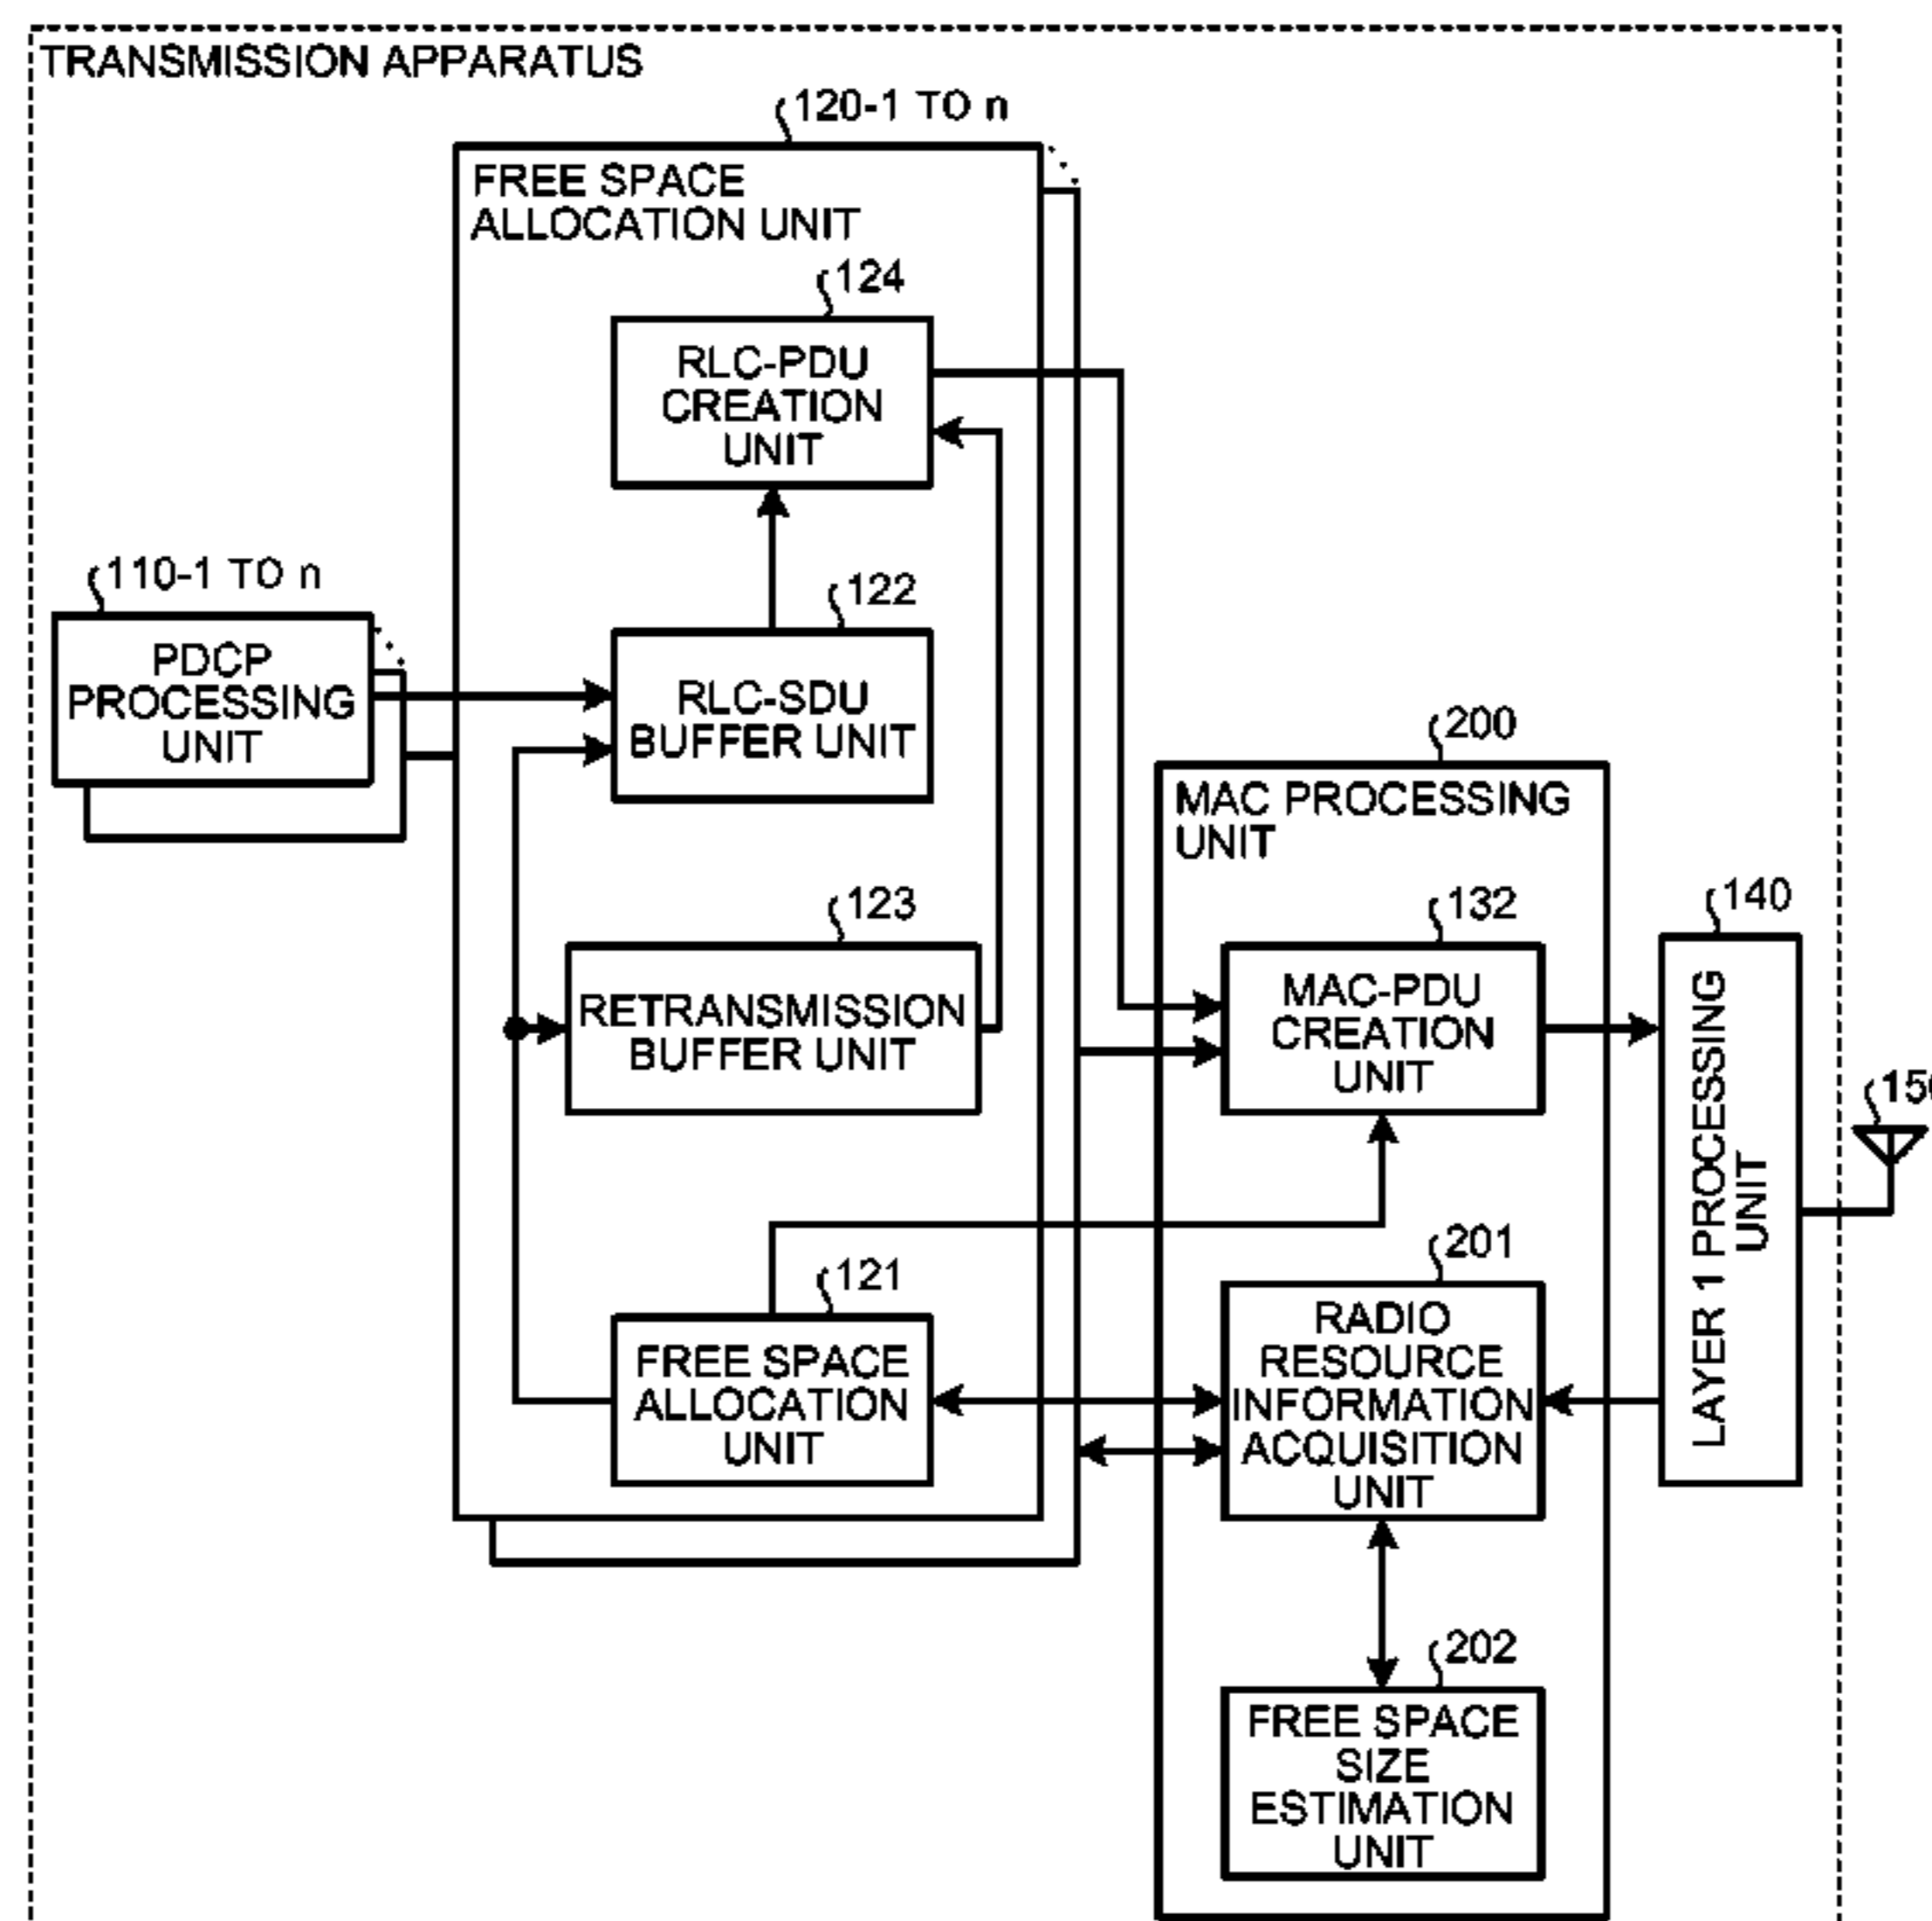 TRANSMISSION APPARATUS
120-1 TO n
FREE SPACE
ALLOCATION UNIT
124
RLC-PDU
CREATION
UNIT
110-1 TO n
PDCP
PROCESSING
UNIT
122
RLC-SDU
BUFFER UNIT
200
MAC PROCESSING
UNIT
123
RETRANSMISSION
BUFFER UNIT
132
MAC-PDU
CREATION
UNIT
140
LAYER 1 PROCESSING
UNIT
121
FREE SPACE
ALLOCATION
UNIT
201
RADIO
RESOURCE
INFORMATION
ACQUISITION
UNIT
202
FREE SPACE
SIZE
ESTIMATION
UNIT